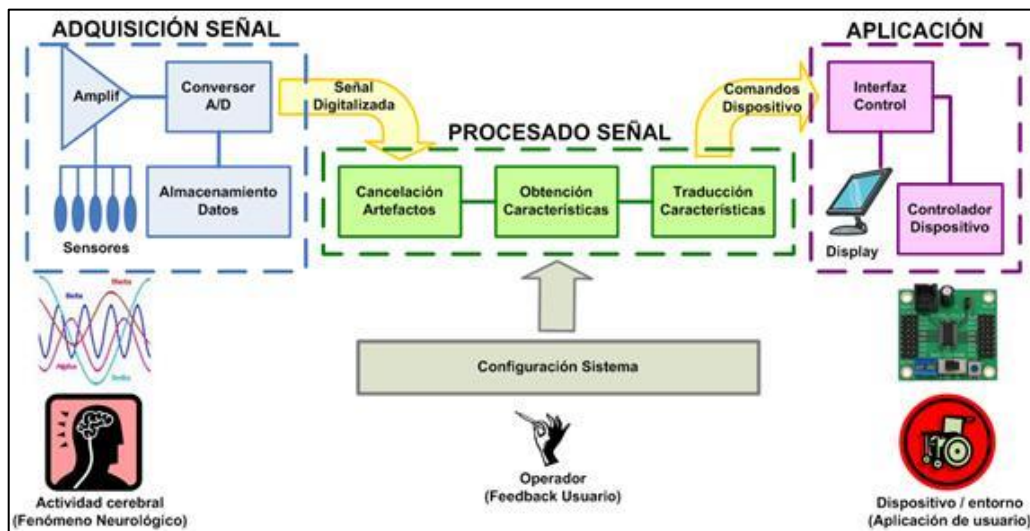 ADQUISICIÓN SEÑAL
Amplif
Conversor
A/D
Almacenamiento
Datos
Sensores
Señal
Digitalizada
PROCESADO SEÑAL
Cancelación
Artefactos
Obtención
Características
Traducción
Características
Comandos
Dispositivo
APLICACIÓN
Interfaz
Control
Controlador
Dispositivo
Display
Beta
Alpha
Configuración Sistema
Operador
(Feedback Usuario)
Actividad cerebral
(Fenómeno Neurológico)
Dispositivo / entorno
(Aplicación de usuario)